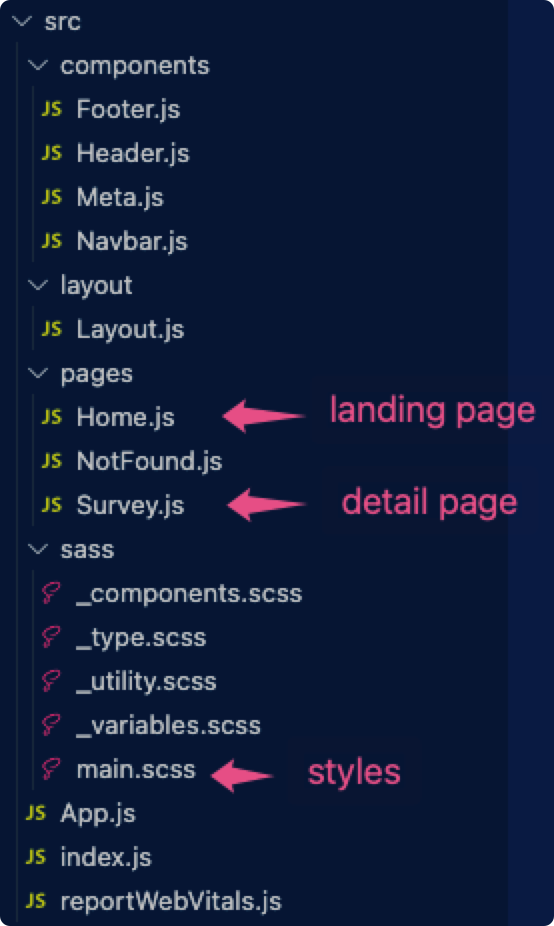 src
components
JS Footer.js
JS Header.js
JS Meta.js
JS Navbar.js
layout
JS Layout.js
pages
JS Home.js landing page
JS NotFound.js
JS Survey.js detail page
sass
_components.scss
_type.scss
_utility.scss
_variables.scss
main.scss styles
JS App.js
JS index.js
JS reportWebVitals.js